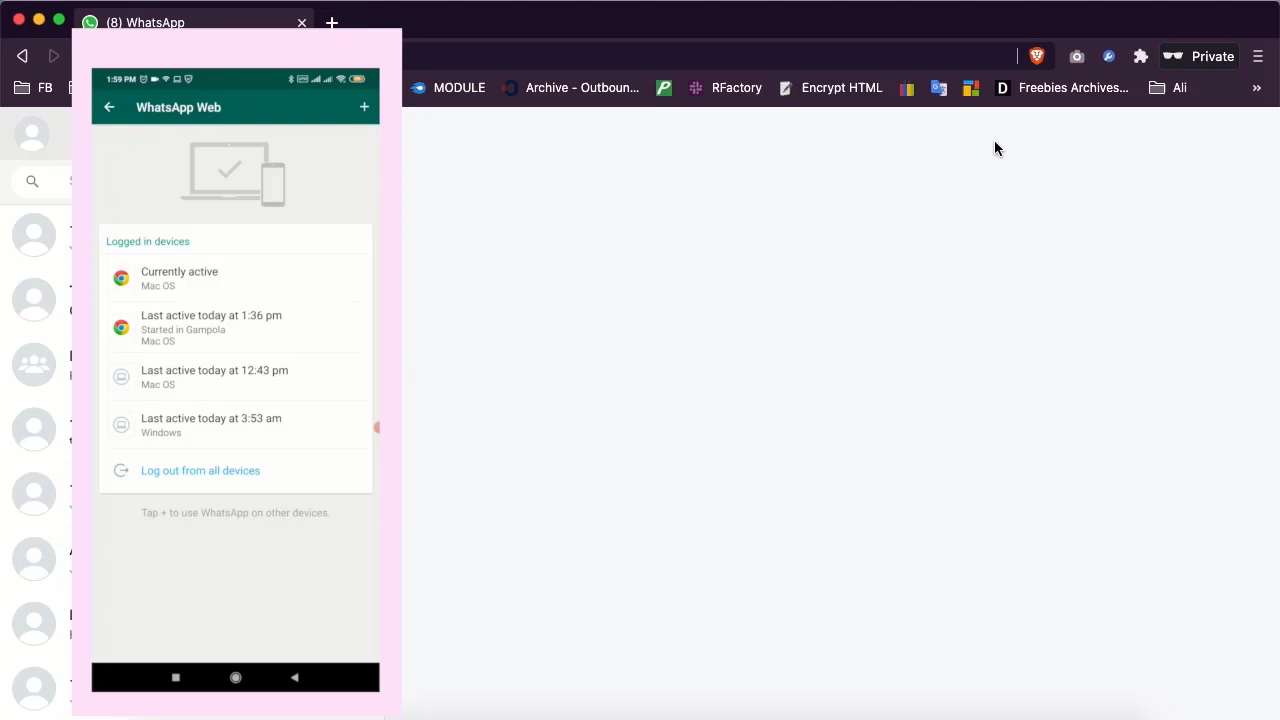 (8) WhatsApp
Private
FB
MODULE
Archive - Outboun...
RFactory
Encrypt HTML
Freebies Archives...
Ali
»
1:59 PM
WhatsApp Web
Logged in devices
Currently active
Mac OS
Last active today at 1:36 pm
Started in Gampola
Mac OS
Last active today at 12:43 pm
Mac OS
Last active today at 3:53 am
Windows
Log out from all devices
Tap + to use WhatsApp on other devices.